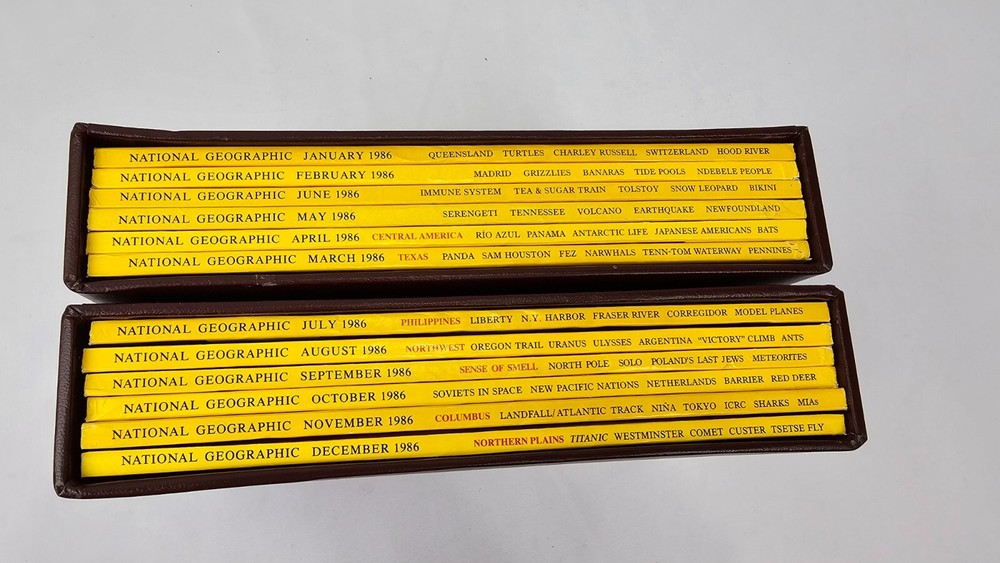 NATIONAL GEOGRAPHIC JANUARY 1986 QUEENSLAND TURTLES CHARLEY RUSSELL SWITZERLAND HOOD RIVER
NATIONAL GEOGRAPHIC FEBRUARY 1986 MADRID GRIZZLIES BANARAS TIDE POOLS NDEBELE PEOPLE
NATIONAL GEOGRAPHIC JUNE 1986 IMMUNE SYSTEM TEA & SUGAR TRAIN TOLSTOY SNOW LEOPARD BIKINI
NATIONAL GEOGRAPHIC MAY 1986 SERENGETI TENNESSEE VOLCANO EARTHQUAKE NEWFOUNDLAND
NATIONAL GEOGRAPHIC APRIL 1986 CENTRAL AMERICA RÍO AZUL PANAMA ANTARCTIC LIFE JAPANESE AMERICANS BATS
NATIONAL GEOGRAPHIC MARCH 1986 TEXAS PANDA SAM HOUSTON FEZ NARWHALS TENN-TOM WATERWAY PENNINES
NATIONAL GEOGRAPHIC JULY 1986 PHILIPPINES LIBERTY N.Y. HARBOR FRASER RIVER CORREGIDOR MODEL PLANES
NATIONAL GEOGRAPHIC AUGUST 1986 NORTHWEST OREGON TRAIL URANUS ULYSSES ARGENTINA "VICTORY" CLIMB ANTS
NATIONAL GEOGRAPHIC SEPTEMBER 1986 SENSE OF SMELL NORTH POLE SOLO POLAND'S LAST JEWS METEORITES
NATIONAL GEOGRAPHIC OCTOBER 1986 SOVIETS IN SPACE NEW PACIFIC NATIONS NETHERLANDS BARRIER RED DEER
NATIONAL GEOGRAPHIC NOVEMBER 1986 COLUMBUS LANDFALL/ATLANTIC TRACK NIÑA TOKYO ICRC SHARKS MIAs
NATIONAL GEOGRAPHIC DECEMBER 1986 NORTHERN PLAINS TITANIC WESTMINSTER COMET CUSTER TSETSE FLY